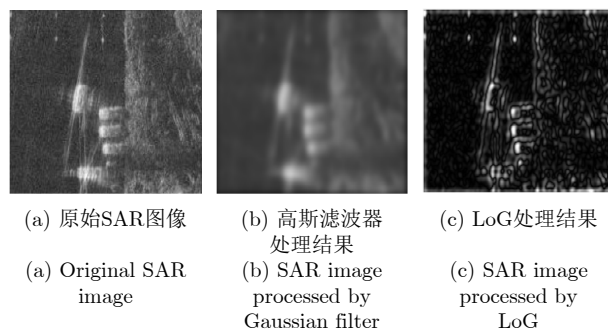 (a) 原始SAR图像
(b) 高斯滤波器
处理结果
(c) LoG处理结果
(a) Original SAR
image
(b) SAR image
processed by
Gaussian filter
(c) SAR image
processed by
LoG